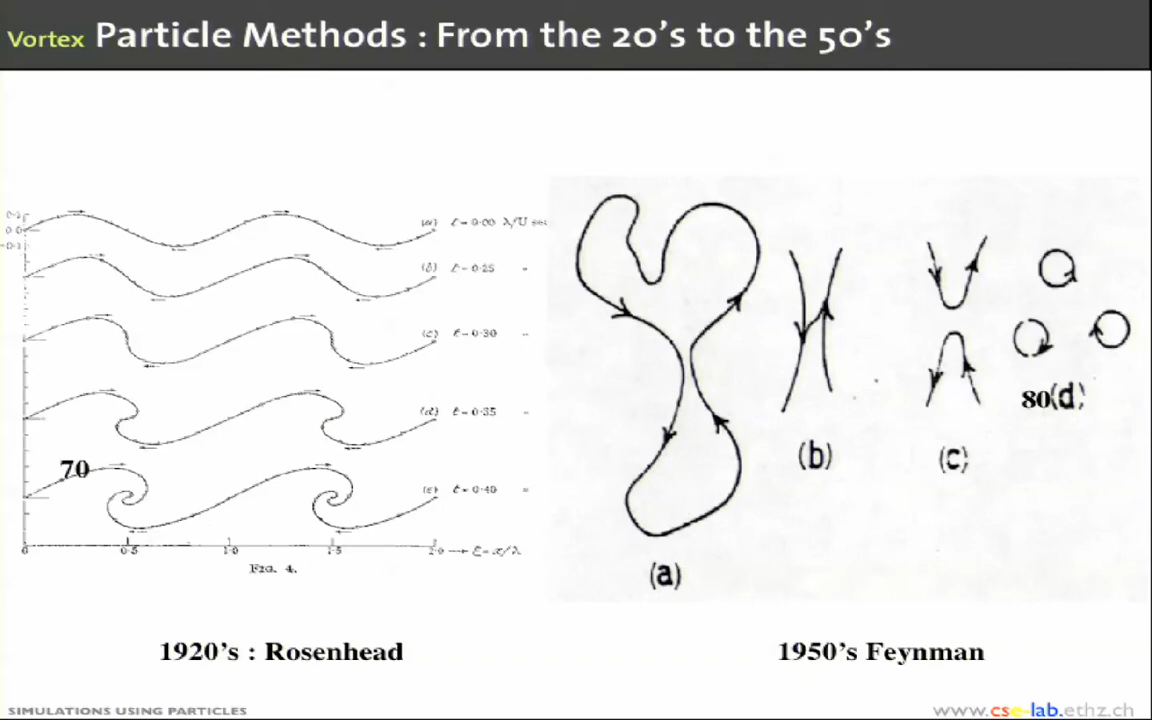 Vortex Particle Methods : From the 20's to the 50's
(a) t=0.00 λ/U sec
(b) t=0.25 "
(c) t=0.30 "
(d) t=0.35 "
(e) t=0.40 "
70
0 0.5 1.0 1.5 2.0 → ξ=x/λ
FIG. 4.
(a)
(b)
(c)
80(d)
1920's : Rosenhead
1950's Feynman
SIMULATIONS USING PARTICLES
www.cse-lab.ethz.ch